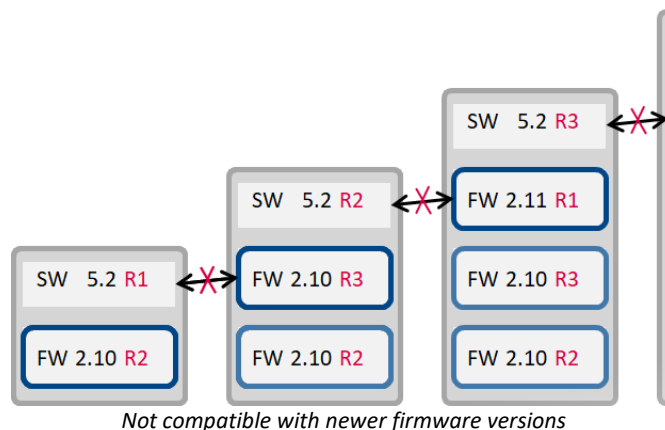 SW 5.2 R3
FW 2.11 R1
FW 2.10 R3
FW 2.10 R2
SW 5.2 R2
FW 2.10 R3
FW 2.10 R2
SW 5.2 R1
FW 2.10 R2
Not compatible with newer firmware versions